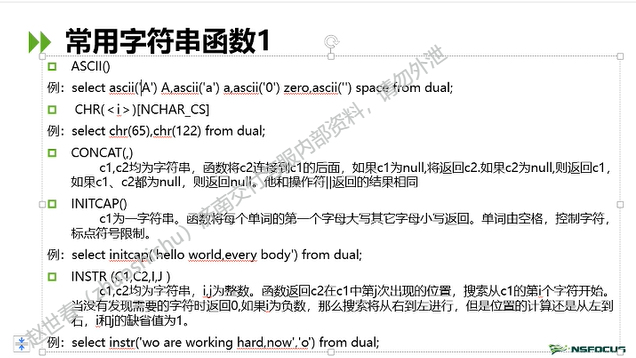 常用字符串函数1
ASCII()
例：select ascii('A') A,ascii('a') a,ascii('0') zero,ascii('') space from dual;
CHR(<i>)[NCHAR_CS]
例：select chr(65),chr(122) from dual;
CONCAT(,)
c1,c2均为字符串，函数将c2连接到c1的后面，如果c1为null,将返回c2.如果c2为null,则返回c1，
如果c1、c2都为null，则返回null。他和操作符||返回的结果相同
INITCAP()
c1为一字符串。函数将每个单词的第一个字母大写其它字母小写返回。单词由空格，控制字符，
标点符号限制。
例：select initcap('hello world,every body') from dual;
INSTR (C1,C2,I,J )
c1,c2均为字符串，i,j为整数。函数返回c2在c1中第j次出现的位置，搜索从c1的第i个字符开始。
当没有发现需要的字符时返回0,如果i为负数，那么搜索将从右到左进行，但是位置的计算还是从左到
右，i和j的缺省值为1。
例：select instr('wo are working hard,now','o') from dual;
NSFOCUS
内部资料，请勿外泄